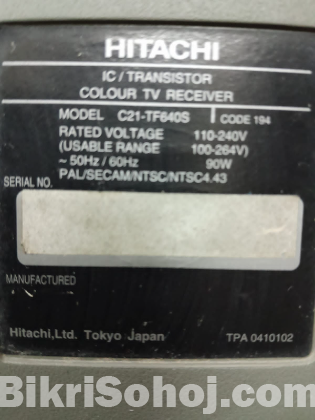 HITACHI
IC / TRANSISTOR
COLOUR TV RECEIVER
MODEL C21-TF640S CODE 194
RATED VOLTAGE 110-240V
(USABLE RANGE 100-264V)
~ 50Hz / 60Hz 90W
PAL/SECAM/NTSC/NTSC4.43
SERIAL NO.
MANUFACTURED
Hitachi,Ltd. Tokyo Japan TPA 0410102
BikriSohoj.com